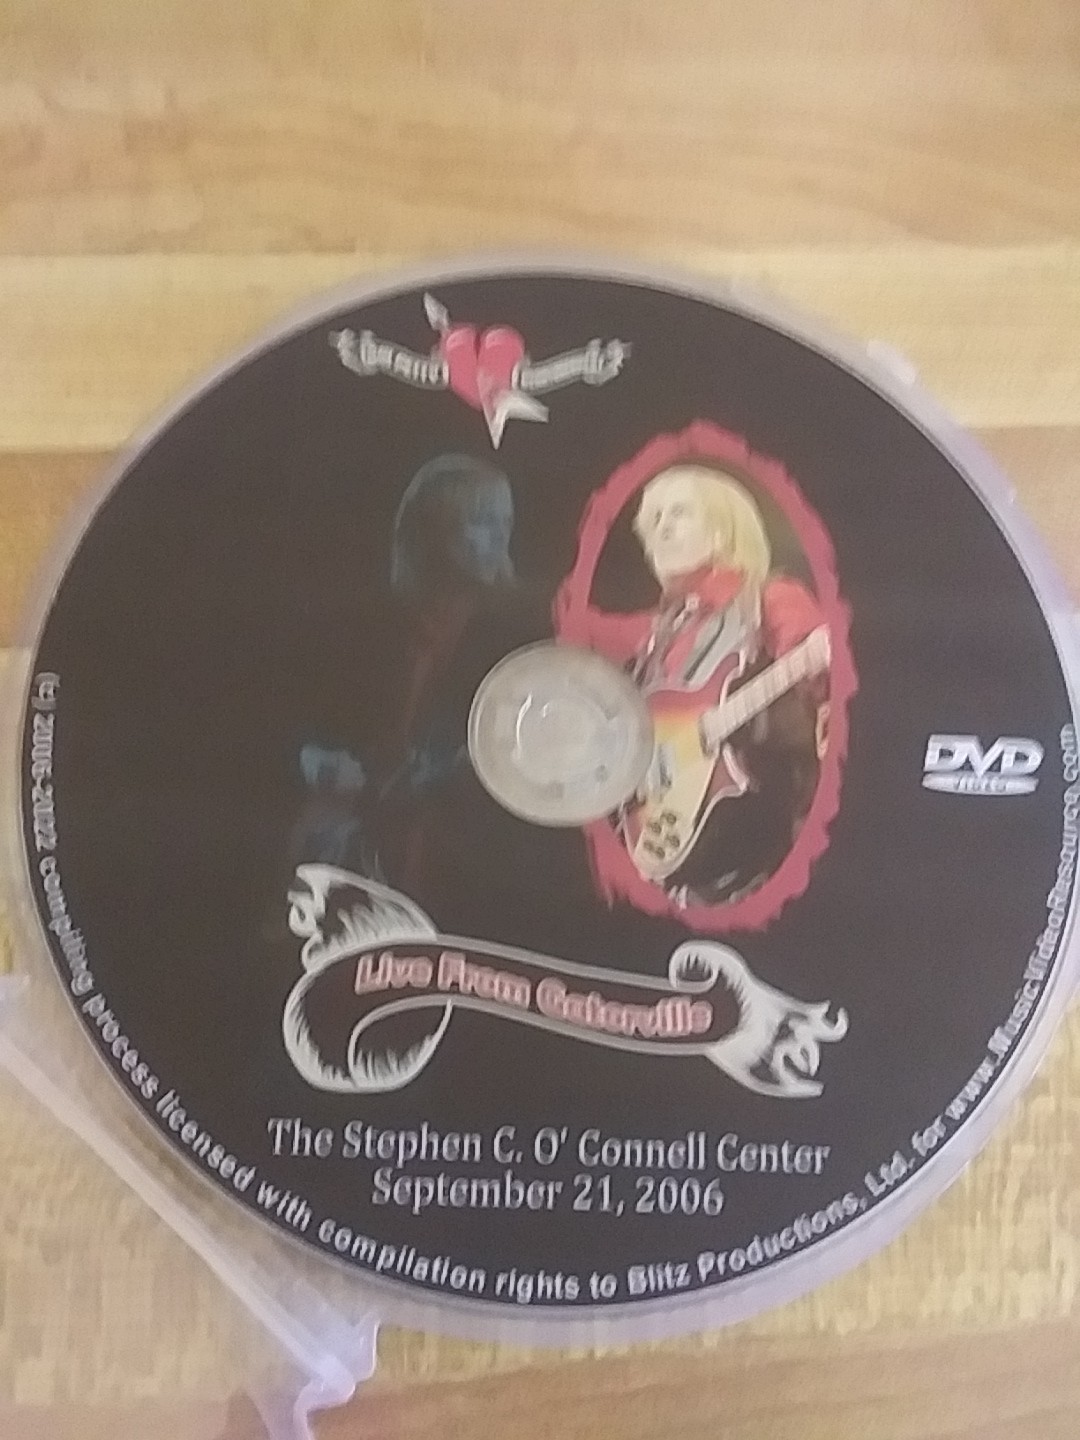 Live From Gatorville
DVD
VIDEO
The Stephen C. O' Connell Center
September 21, 2006
(c) 2006-2022 compiling process licensed with compilation rights to Blitz Productions, Ltd. for www.MusicVideoResource.com